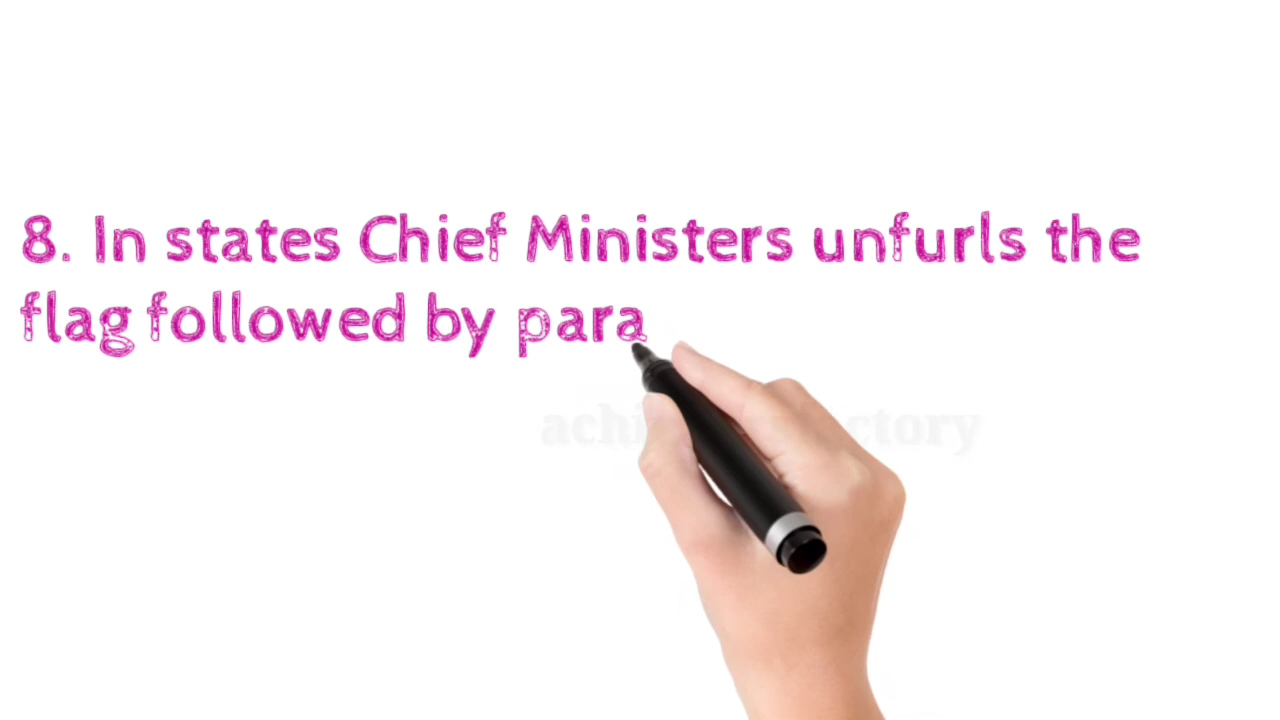 8. In states Chief Ministers unfurls the
flag followed by para